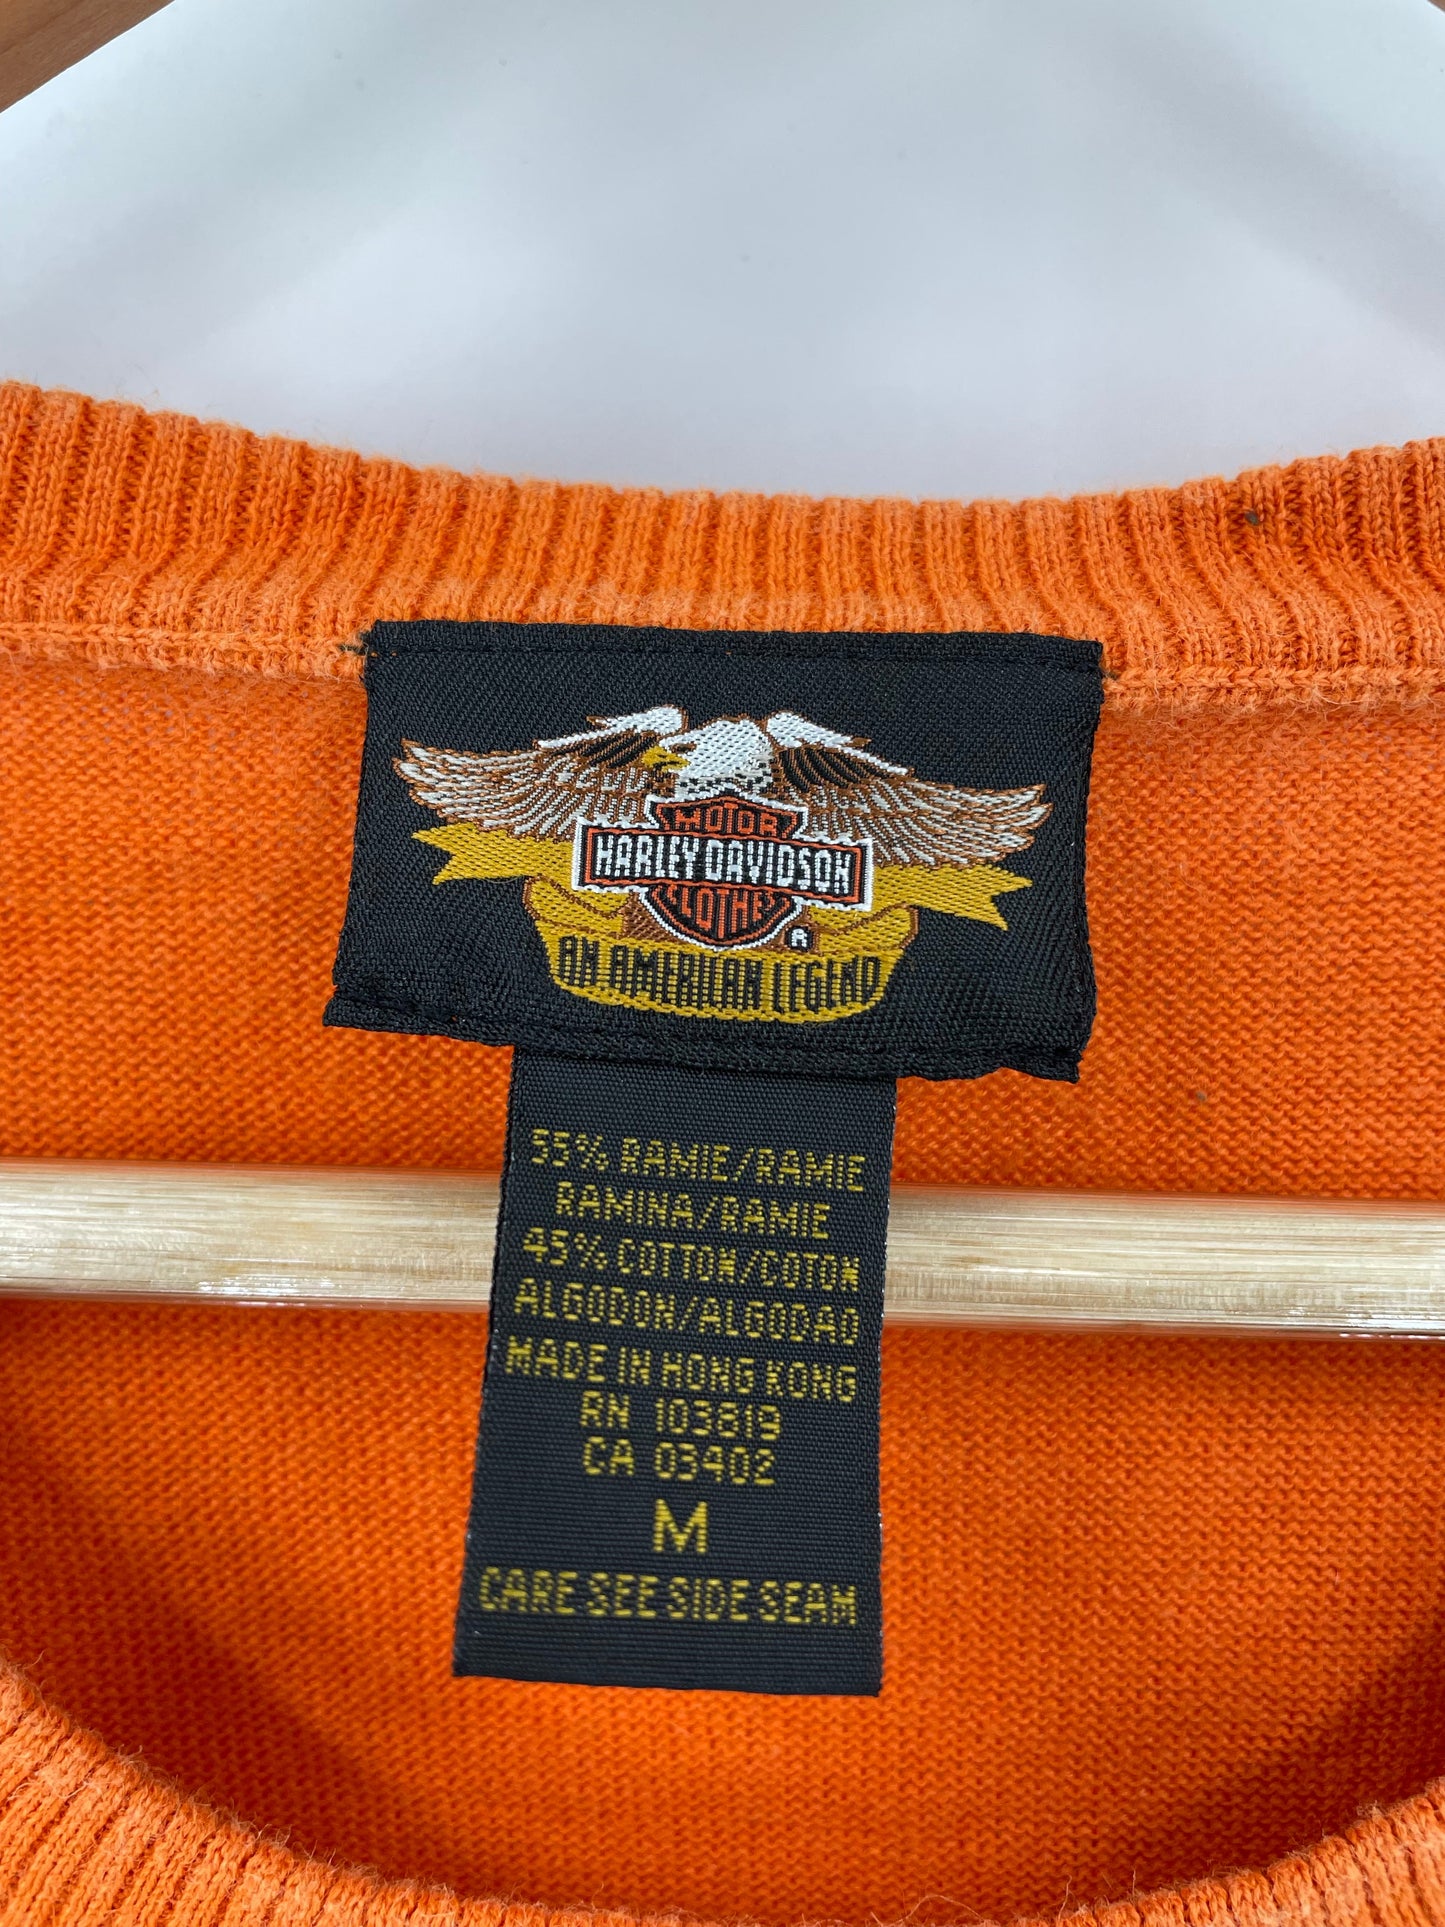 MOTOR
HARLEY DAVIDSON
CLOTHES
®
AN AMERICAN LEGEND
55% RAMIE/RAMIE
RAMINA/RAMIE
45% COTTON/COTON
ALGODON/ALGODAO
MADE IN HONG KONG
RN 103819
CA 03402
M
CARE SEE SIDE SEAM